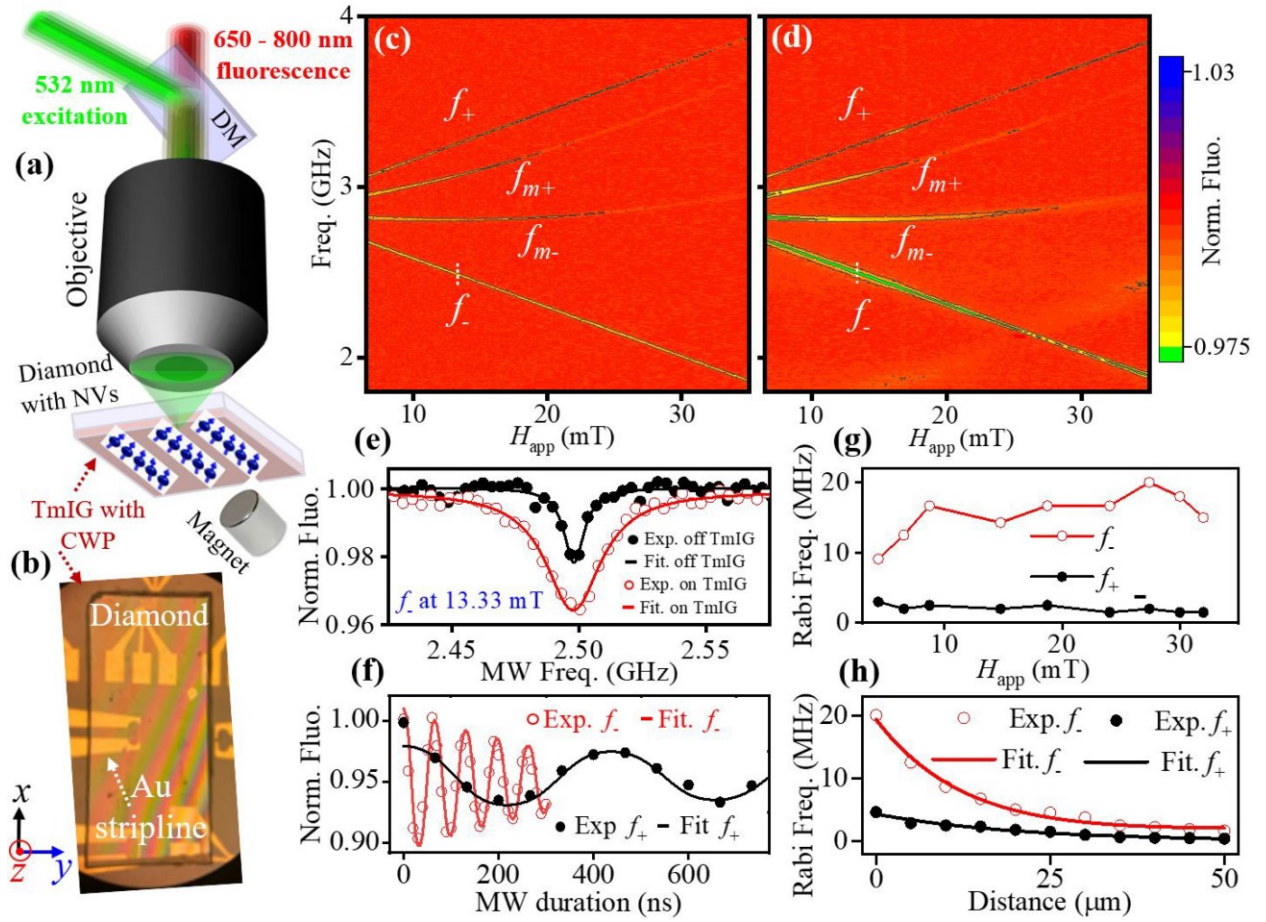 (a)
650 - 800 nm
fluorescence
532 nm
excitation
DM
Objective
Diamond
with NVs
TmIG with
CWP
Magnet
(b)
Diamond
Au
stripline
x
z
y
(c)
4
3
2
Freq. (GHz)
f+
fm+
fm-
f-
10 20 30
Happ (mT)
(d)
f+
fm+
fm-
f-
10 20 30
Happ (mT)
1.03
0.975
Norm. Fluo.
(e)
1.00
0.98
0.96
Norm. Fluo.
Exp. off TmIG
Fit. off TmIG
Exp. on TmIG
Fit. on TmIG
f- at 13.33 mT
2.45 2.50 2.55
MW Freq. (GHz)
(f)
1.00
0.95
0.90
Norm. Fluo.
Exp. f- Fit. f-
Exp f+ Fit f+
0 200 400 600
MW duration (ns)
(g)
20
10
0
Rabi Freq. (MHz)
f-
f+
10 20 30
Happ (mT)
(h)
20
10
0
Rabi Freq. (MHz)
Exp. f- Exp. f+
Fit. f- Fit. f+
0 25 50
Distance (μm)